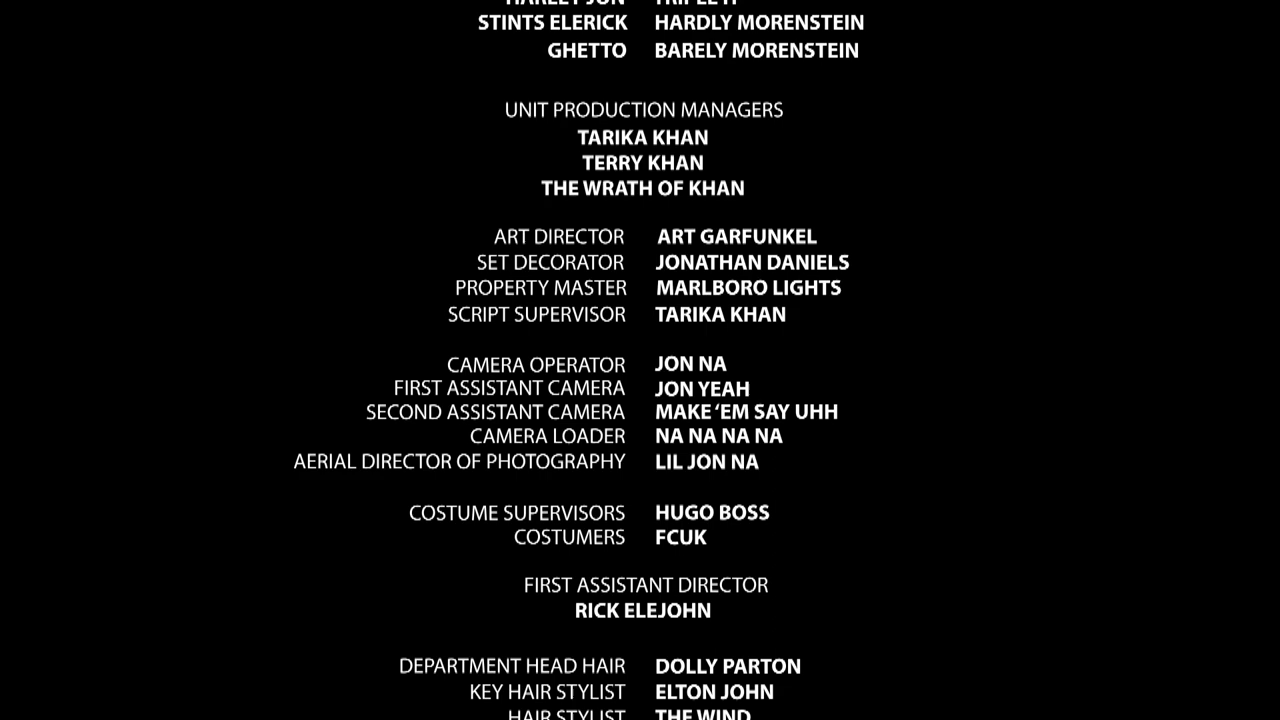 HARLEY JON TRIPLE H
STINTS ELERICK HARDLY MORENSTEIN
GHETTO BARELY MORENSTEIN
UNIT PRODUCTION MANAGERS
TARIKA KHAN
TERRY KHAN
THE WRATH OF KHAN
ART DIRECTOR ART GARFUNKEL
SET DECORATOR JONATHAN DANIELS
PROPERTY MASTER MARLBORO LIGHTS
SCRIPT SUPERVISOR TARIKA KHAN
CAMERA OPERATOR JON NA
FIRST ASSISTANT CAMERA JON YEAH
SECOND ASSISTANT CAMERA MAKE ‘EM SAY UHH
CAMERA LOADER NA NA NA NA
AERIAL DIRECTOR OF PHOTOGRAPHY LIL JON NA
COSTUME SUPERVISORS HUGO BOSS
COSTUMERS FCUK
FIRST ASSISTANT DIRECTOR
RICK ELEJOHN
DEPARTMENT HEAD HAIR DOLLY PARTON
KEY HAIR STYLIST ELTON JOHN
HAIR STYLIST THE WIND